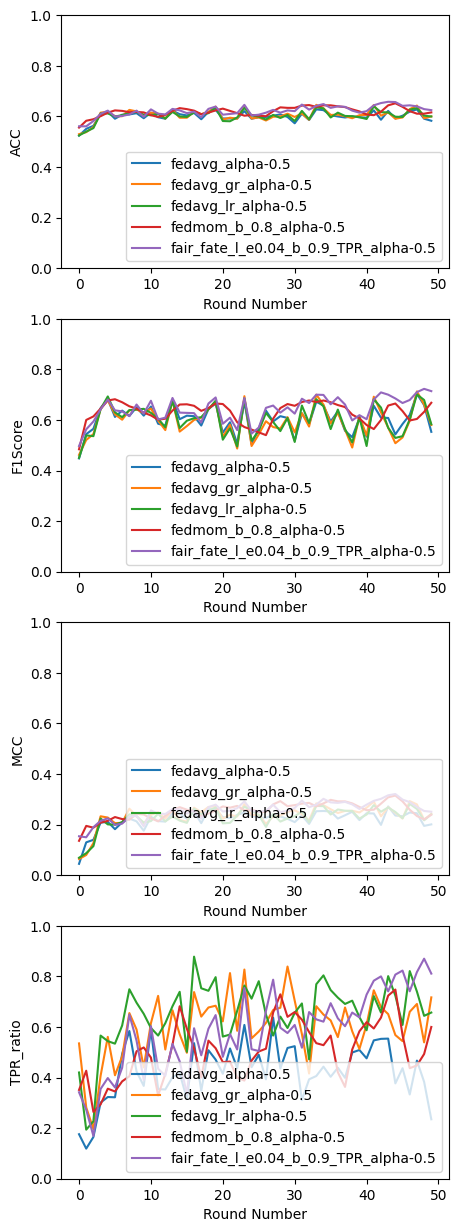 1.0
0.8
0.6
0.4
0.2
0.0
ACC
fedavg_alpha-0.5
fedavg_gr_alpha-0.5
fedavg_lr_alpha-0.5
fedmom_b_0.8_alpha-0.5
fair_fate_l_e0.04_b_0.9_TPR_alpha-0.5
0 10 20 30 40 50
Round Number
1.0
0.8
0.6
0.4
0.2
0.0
F1Score
fedavg_alpha-0.5
fedavg_gr_alpha-0.5
fedavg_lr_alpha-0.5
fedmom_b_0.8_alpha-0.5
fair_fate_l_e0.04_b_0.9_TPR_alpha-0.5
0 10 20 30 40 50
Round Number
1.0
0.8
0.6
0.4
0.2
0.0
MCC
fedavg_alpha-0.5
fedavg_gr_alpha-0.5
fedavg_lr_alpha-0.5
fedmom_b_0.8_alpha-0.5
fair_fate_l_e0.04_b_0.9_TPR_alpha-0.5
0 10 20 30 40 50
Round Number
1.0
0.8
0.6
0.4
0.2
0.0
TPR_ratio
fedavg_alpha-0.5
fedavg_gr_alpha-0.5
fedavg_lr_alpha-0.5
fedmom_b_0.8_alpha-0.5
fair_fate_l_e0.04_b_0.9_TPR_alpha-0.5
0 10 20 30 40 50
Round Number